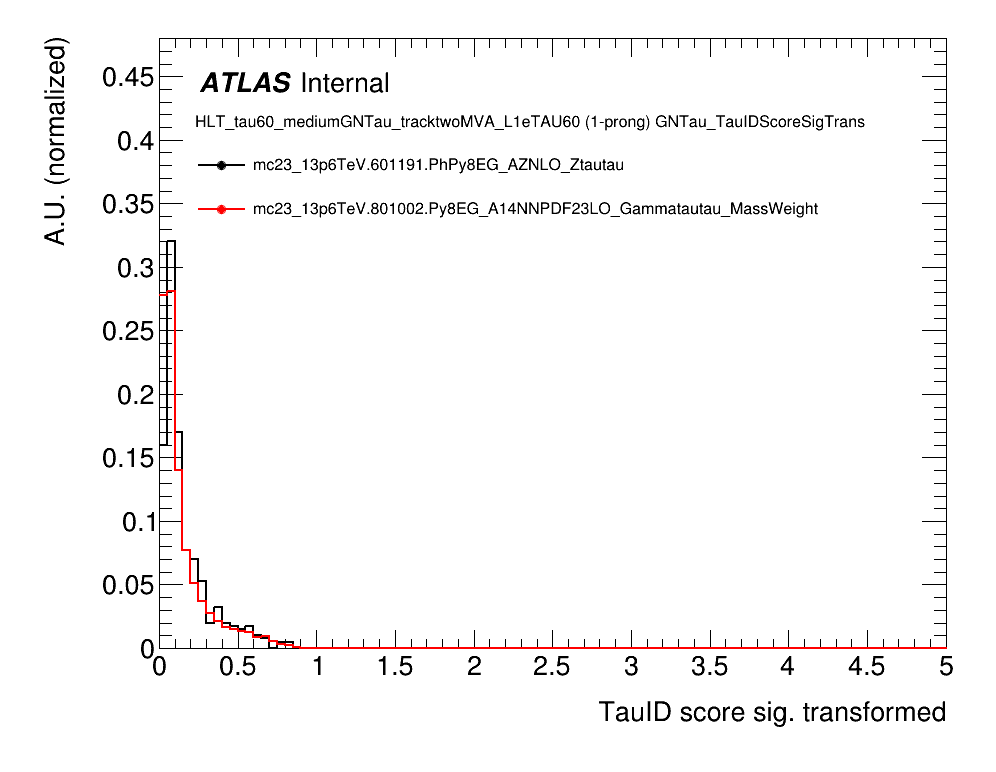 A.U. (normalized)
ATLAS Internal
HLT_tau60_mediumGNTau_tracktwoMVA_L1eTAU60 (1-prong) GNTau_TauIDScoreSigTrans
mc23_13p6TeV.601191.PhPy8EG_AZNLO_Ztautau
mc23_13p6TeV.801002.Py8EG_A14NNPDF23LO_Gammatautau_MassWeight
0.45
0.4
0.35
0.3
0.25
0.2
0.15
0.1
0.05
0
0 0.5 1 1.5 2 2.5 3 3.5 4 4.5 5
TauID score sig. transformed